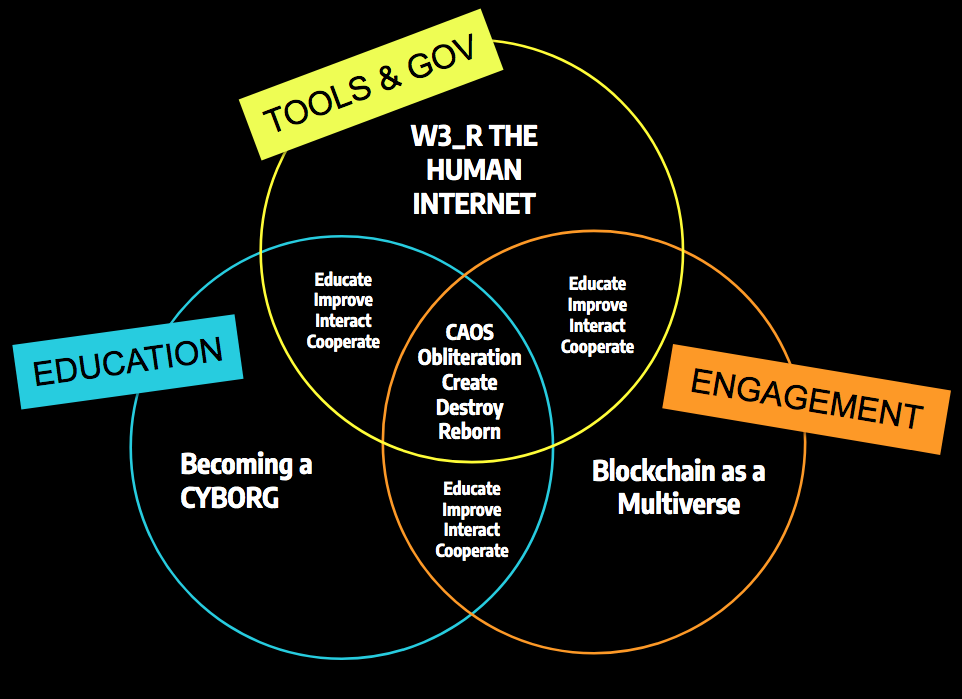 TOOLS & GOV
W3_R THE
HUMAN
INTERNET
Educate
Improve
Interact
Cooperate
Educate
Improve
Interact
Cooperate
CAOS
Obliteration
Create
Destroy
Reborn
EDUCATION
ENGAGEMENT
Becoming a
CYBORG
Blockchain as a
Multiverse
Educate
Improve
Interact
Cooperate